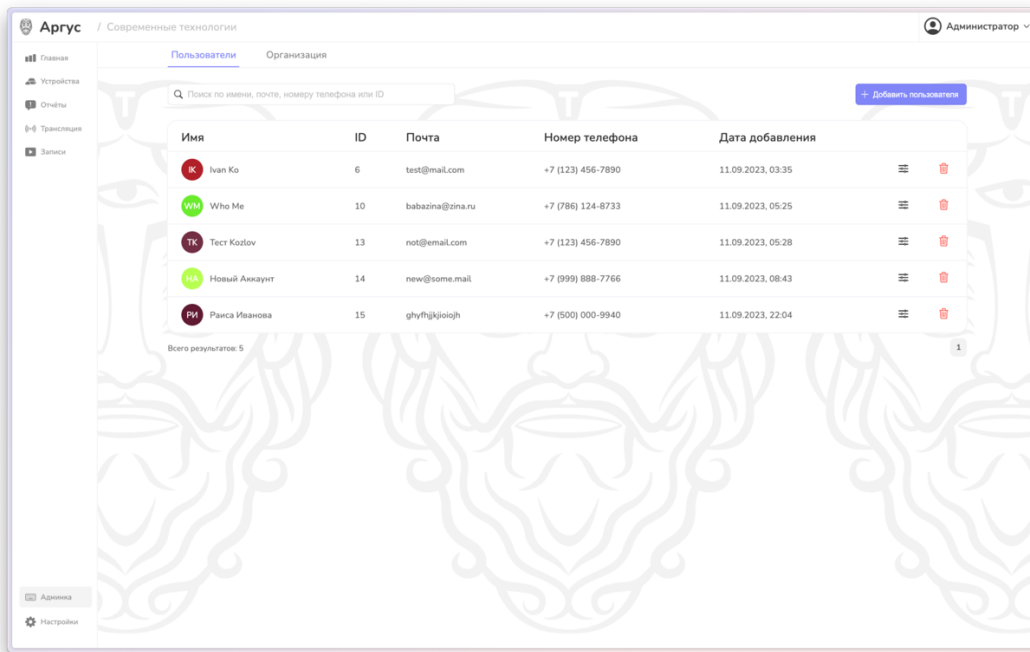 Аргус / Современные технологии Администратор
Главная
Устройства
Отчёты
Трансляция
Записи
Админка
Настройки
Пользователи Организация
Поиск по имени, почте, номеру телефона или ID + Добавить пользователя
Имя ID Почта Номер телефона Дата добавления
IK Ivan Ko 6 test@mail.com +7 (123) 456-7890 11.09.2023, 03:35
WM Who Me 10 babazina@zina.ru +7 (786) 124-8733 11.09.2023, 05:25
TK Тест Kozlov 13 not@email.com +7 (123) 456-7890 11.09.2023, 05:28
НА Новый Аккаунт 14 new@some.mail +7 (999) 888-7766 11.09.2023, 08:43
РИ Раиса Иванова 15 ghyfhjjkjioiojh +7 (500) 000-9940 11.09.2023, 22:04
Всего результатов: 5 1